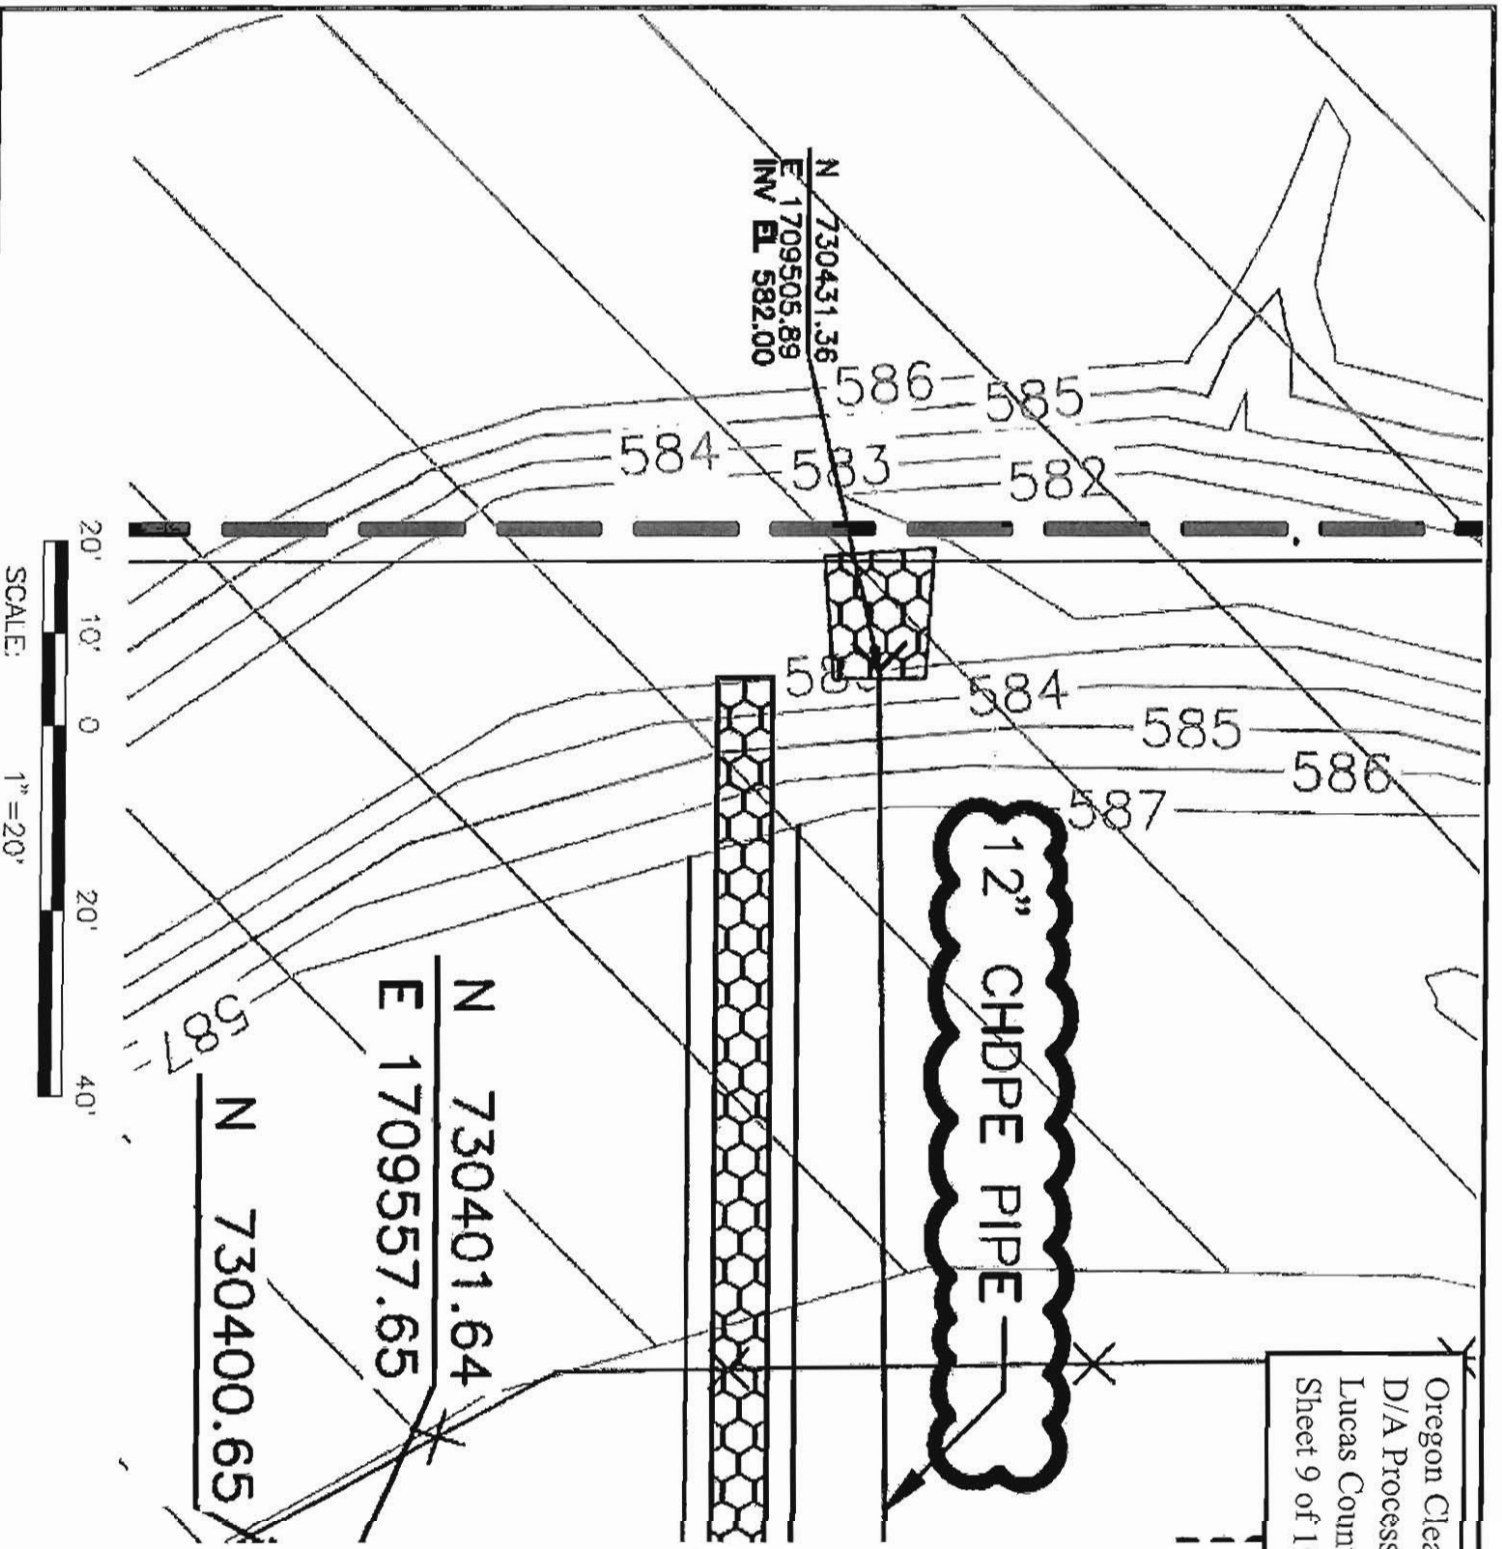 N 730431.36
E 1709505.89
INV EL 582.00
586
585
584
583
582
584
585
586
587
12" CHDPE PIPE
N 730401.64
E 1709557.65
587
N 730400.65
20' 10' 0 20' 40'
SCALE: 1"=20'
Oregon Clea
D/A Process
Lucas Coun
Sheet 9 of 1